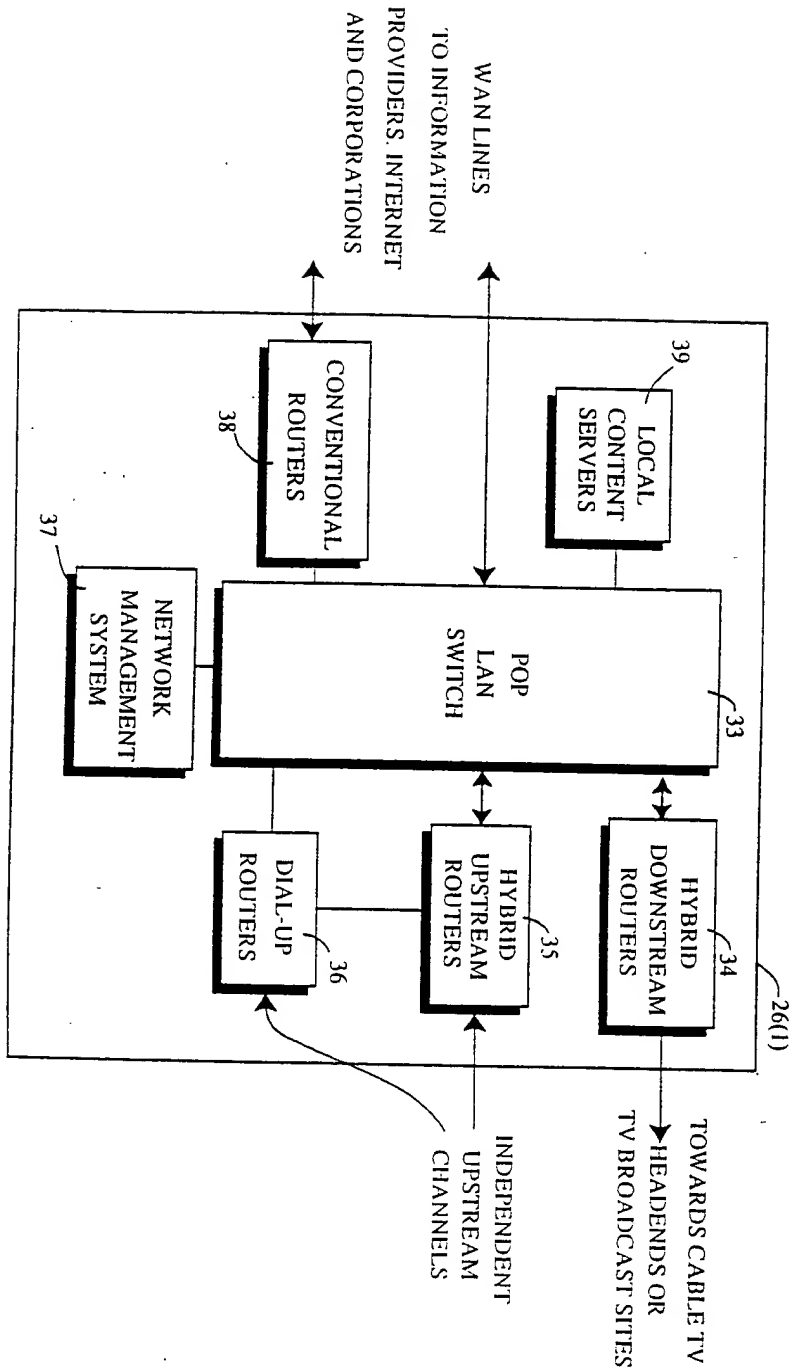 WAN LINES
TO INFORMATION
PROVIDERS. INTERNET
AND CORPORATIONS
39
LOCAL
CONTENT
SERVERS
CONVENTIONAL
ROUTERS
38
37
NETWORK
MANAGEMENT
SYSTEM
POP
LAN
SWITCH
33
HYBRID
DOWNSTREAM
ROUTERS
34
HYBRID
UPSTREAM
ROUTERS
35
DIAL-UP
ROUTERS
36
26(1)
TOWARDS CABLE TV
HEADENDS OR
TV BROADCAST SITES
INDEPENDENT
UPSTREAM
CHANNELS